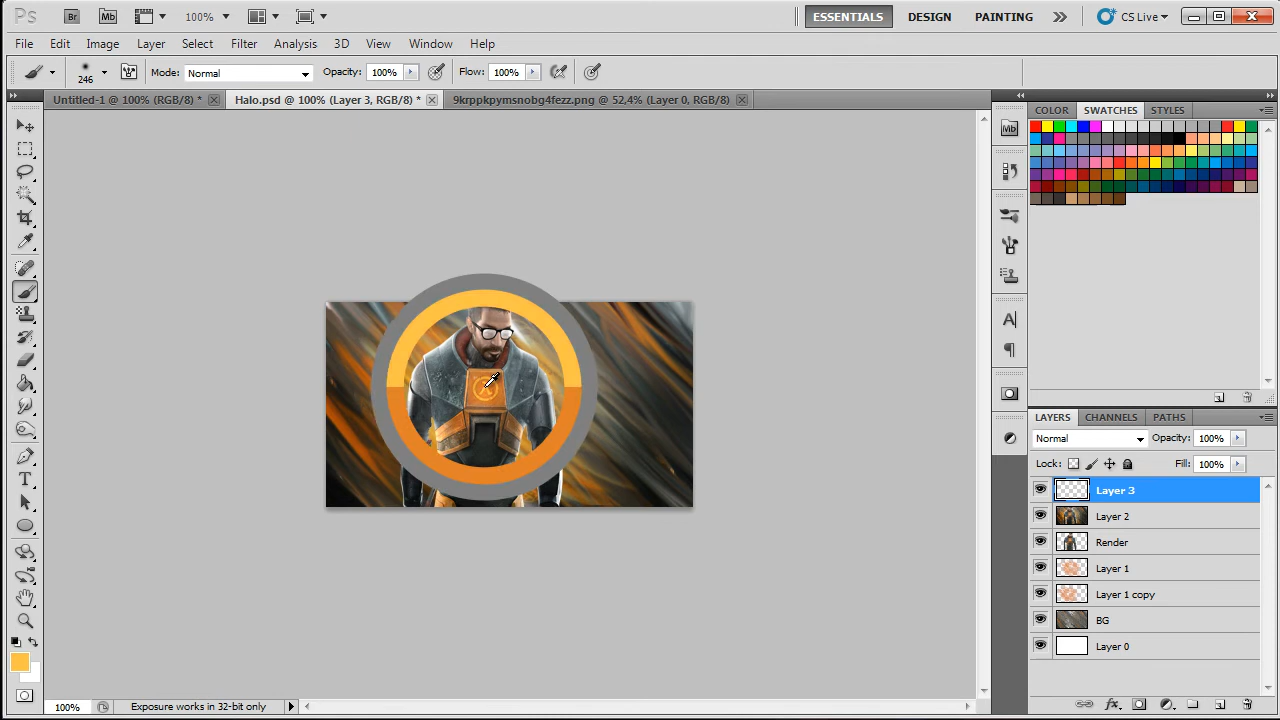 Ps Br Mb 100% ESSENTIALS DESIGN PAINTING CS Live
File Edit Image Layer Select Filter Analysis 3D View Window Help
246 Mode: Normal Opacity: 100% Flow: 100%
Untitled-1 @ 100% (RGB/8) * Halo.psd @ 100% (Layer 3, RGB/8) * 9krppkpymsnobg4fezz.png @ 52,4% (Layer 0, RGB/8)
COLOR SWATCHES STYLES
Mb
LAYERS CHANNELS PATHS
Normal Opacity: 100%
Lock: Fill: 100%
Layer 3
Layer 2
Render
Layer 1
Layer 1 copy
BG
Layer 0
100% Exposure works in 32-bit only